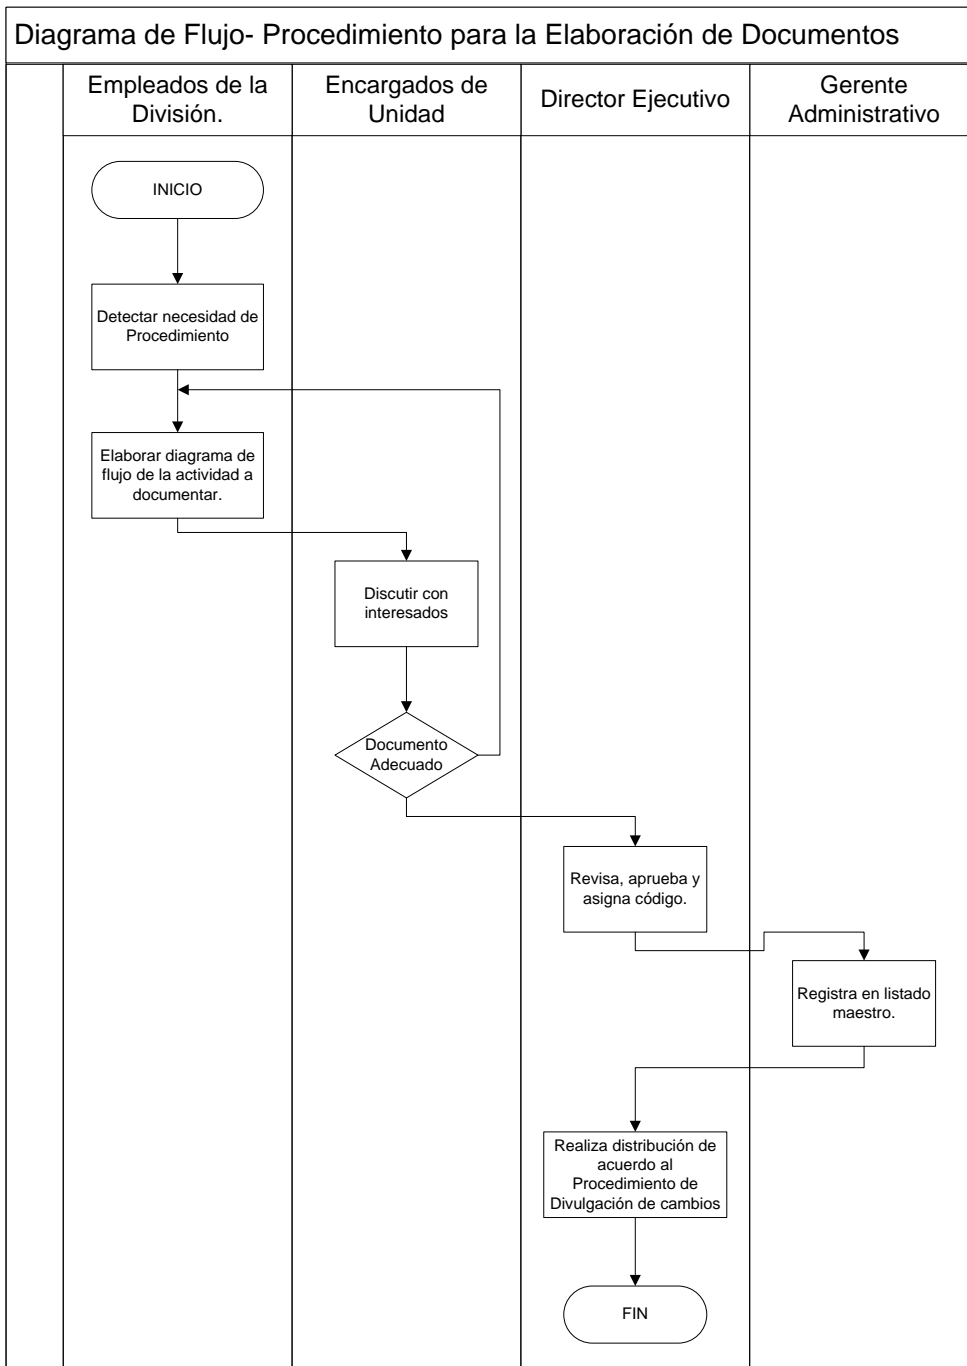 Diagrama de Flujo- Procedimiento para la Elaboración de Documentos
Empleados de la
División.
Encargados de
Unidad
Director Ejecutivo
Gerente
Administrativo
INICIO
Detectar necesidad de
Procedimiento
Elaborar diagrama de
flujo de la actividad a
documentar.
Discutir con
interesados
Documento
Adecuado
Revisa, aprueba y
asigna código.
Registra en listado
maestro.
Realiza distribución de
acuerdo al
Procedimiento de
Divulgación de cambios
FIN